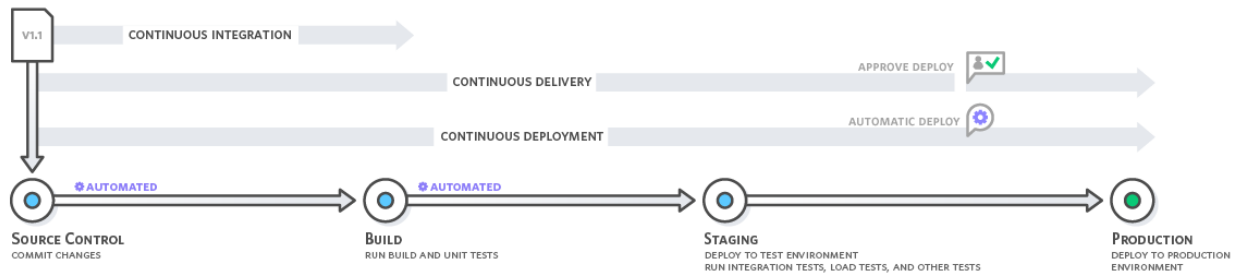 V1.1
CONTINUOUS INTEGRATION
APPROVE DEPLOY
CONTINUOUS DELIVERY
AUTOMATIC DEPLOY
CONTINUOUS DEPLOYMENT
AUTOMATED
AUTOMATED
SOURCE CONTROL
COMMIT CHANGES
BUILD
RUN BUILD AND UNIT TESTS
STAGING
DEPLOY TO TEST ENVIRONMENT
RUN INTEGRATION TESTS, LOAD TESTS, AND OTHER TESTS
PRODUCTION
DEPLOY TO PRODUCTION
ENVIRONMENT